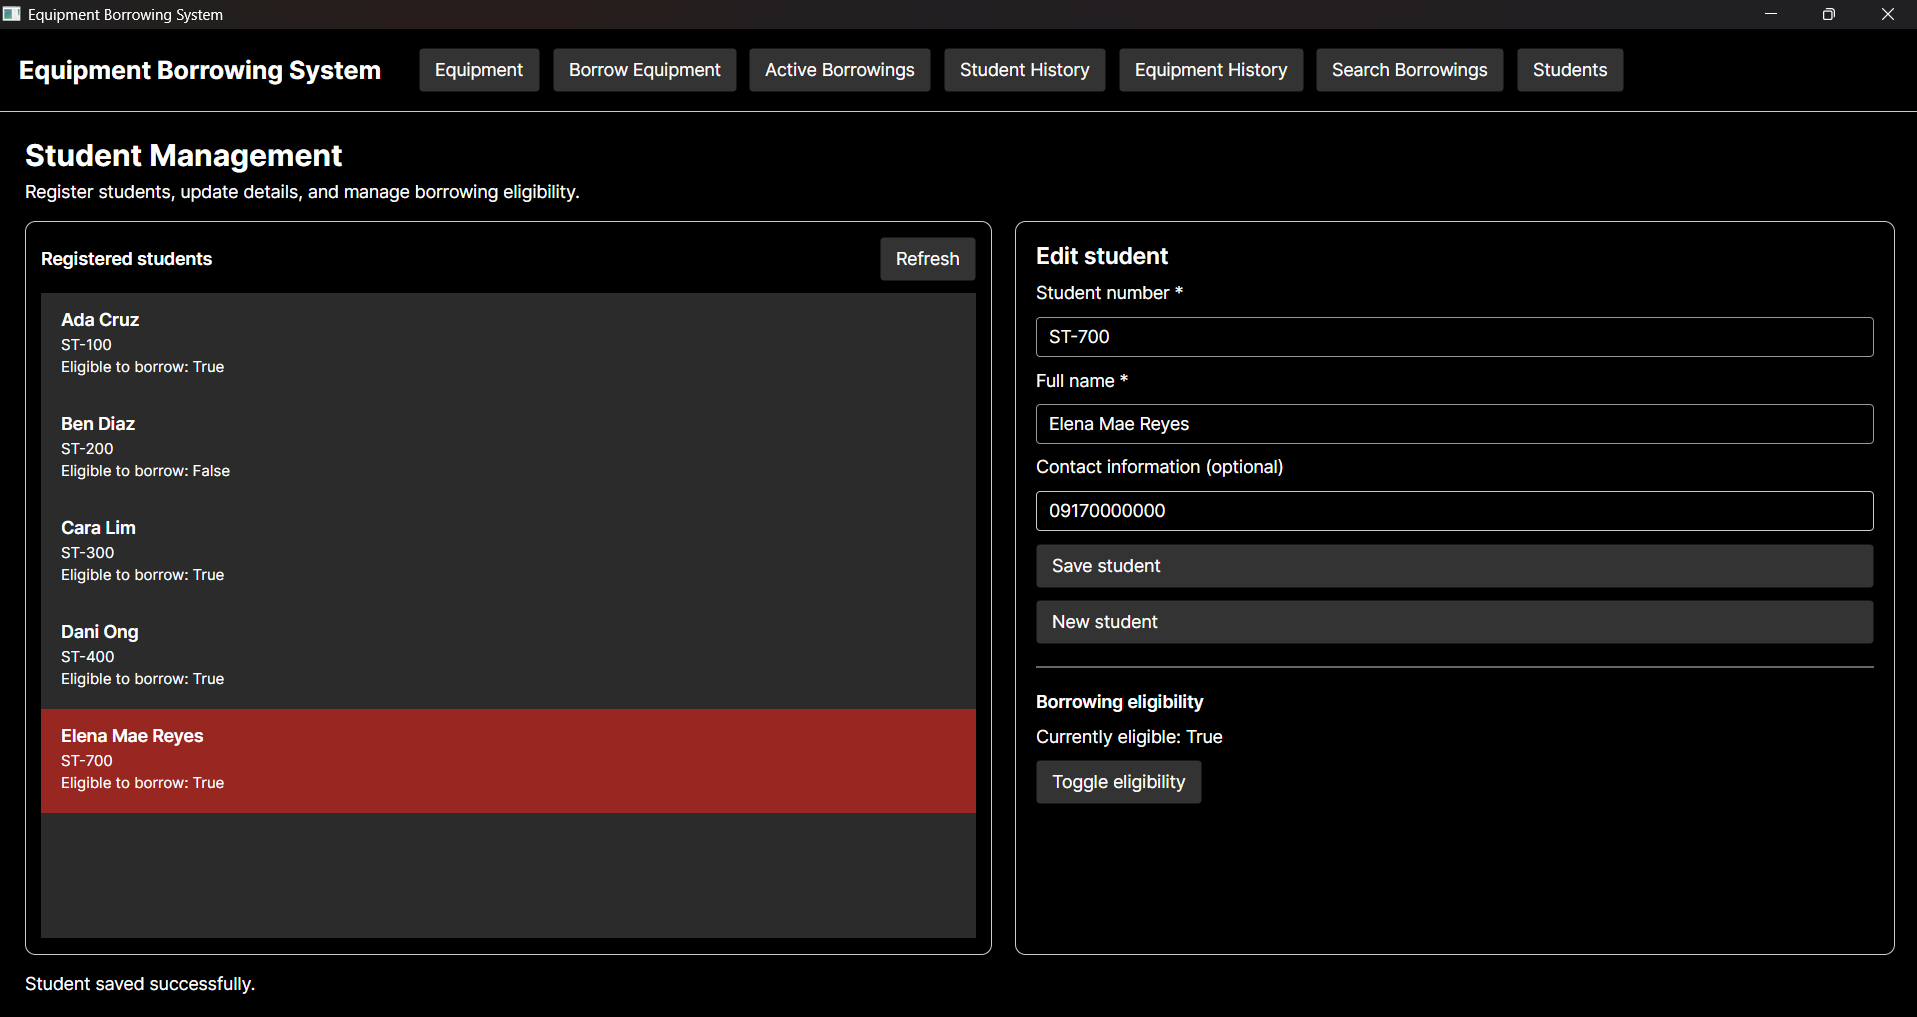 Equipment Borrowing System
Equipment Borrowing System
Equipment
Borrow Equipment
Active Borrowings
Student History
Equipment History
Search Borrowings
Students
Student Management
Register students, update details, and manage borrowing eligibility.
Registered students
Refresh
Ada Cruz
ST-100
Eligible to borrow: True
Ben Diaz
ST-200
Eligible to borrow: False
Cara Lim
ST-300
Eligible to borrow: True
Dani Ong
ST-400
Eligible to borrow: True
Elena Mae Reyes
ST-700
Eligible to borrow: True
Edit student
Student number *
ST-700
Full name *
Elena Mae Reyes
Contact information (optional)
09170000000
Save student
New student
Borrowing eligibility
Currently eligible: True
Toggle eligibility
Student saved successfully.